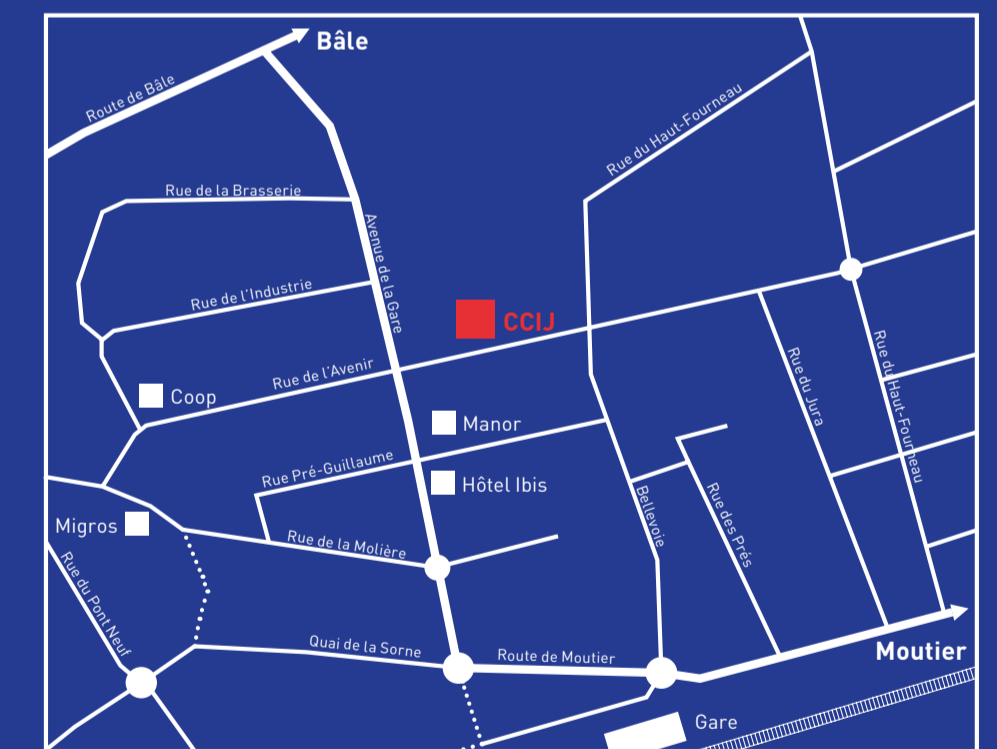 Bâle
Route de Bâle
Rue du Haut-Fourneau
Rue de la Brasserie
Avenue de la Gare
Rue de l'Industrie
CCIJ
Rue de l'Avenir
Coop
Rue du Jura
Rue du Haut-Fourneau
Manor
Rue Pré-Guillaume
Hôtel Ibis
Bellevoie
Rue des Prés
Migros
Rue de la Molière
Rue du Pont Neuf
Quai de la Sorne
Route de Moutier
Moutier
Gare